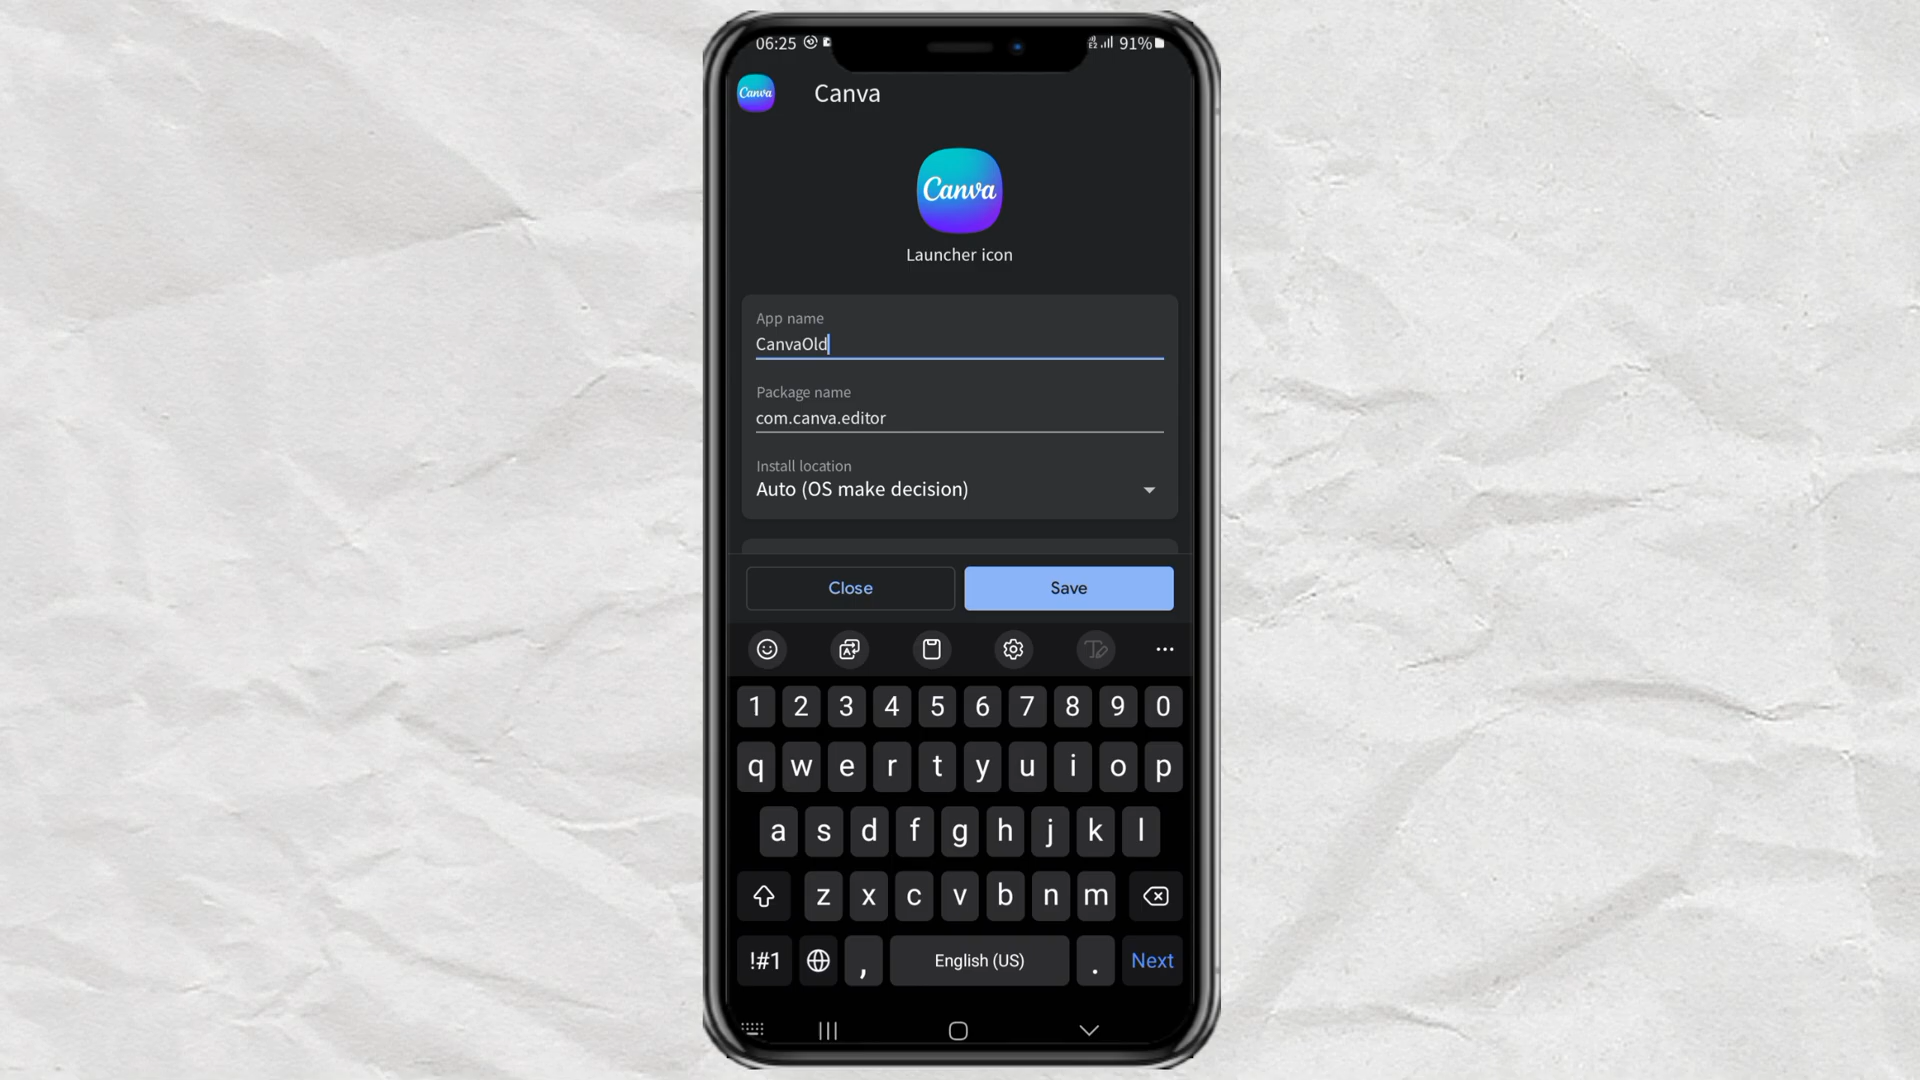 06:25 91%
Canva Canva
Canva
Launcher icon
App name
CanvaOld
Package name
com.canva.editor
Install location
Auto (OS make decision)
Close Save
1 2 3 4 5 6 7 8 9 0
q w e r t y u i o p
a s d f g h j k l
z x c v b n m
!#1 , English (US) . Next